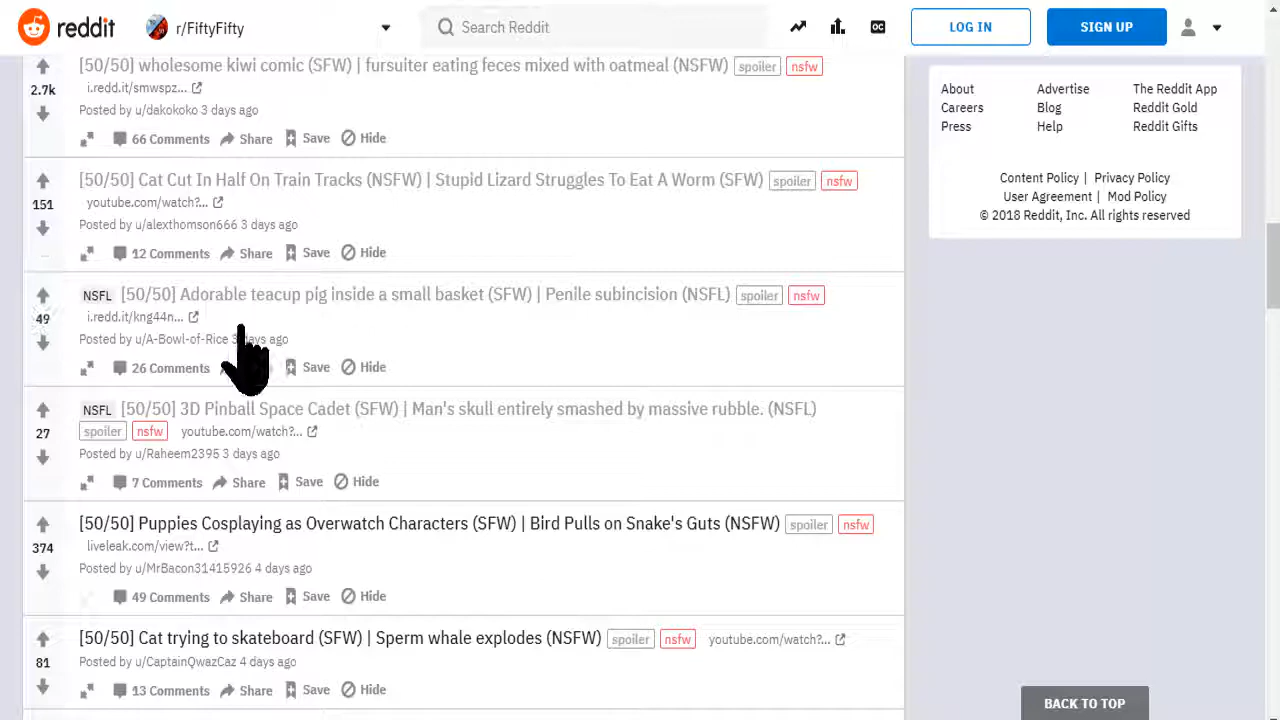 reddit r/FiftyFifty Search Reddit LOG IN SIGN UP
[50/50] wholesome kiwi comic (SFW) | fursuiter eating feces mixed with oatmeal (NSFW) spoiler nsfw
2.7k
i.redd.it/smwspz...
Posted by u/dakokoko 3 days ago
66 Comments Share Save Hide
[50/50] Cat Cut In Half On Train Tracks (NSFW) | Stupid Lizard Struggles To Eat A Worm (SFW) spoiler nsfw
151
youtube.com/watch?...
Posted by u/alexthomson666 3 days ago
12 Comments Share Save Hide
NSFL [50/50] Adorable teacup pig inside a small basket (SFW) | Penile subincision (NSFL) spoiler nsfw
49
i.redd.it/kng44n...
Posted by u/A-Bowl-of-Rice 3 days ago
26 Comments Save Hide
NSFL [50/50] 3D Pinball Space Cadet (SFW) | Man's skull entirely smashed by massive rubble. (NSFL)
27
spoiler nsfw youtube.com/watch?...
Posted by u/Raheem2395 3 days ago
7 Comments Share Save Hide
[50/50] Puppies Cosplaying as Overwatch Characters (SFW) | Bird Pulls on Snake's Guts (NSFW) spoiler nsfw
374
liveleak.com/view?t...
Posted by u/MrBacon31415926 4 days ago
49 Comments Share Save Hide
[50/50] Cat trying to skateboard (SFW) | Sperm whale explodes (NSFW) spoiler nsfw youtube.com/watch?...
81
Posted by u/CaptainQwazCaz 4 days ago
13 Comments Share Save Hide
About Advertise The Reddit App
Careers Blog Reddit Gold
Press Help Reddit Gifts
Content Policy | Privacy Policy
User Agreement | Mod Policy
© 2018 Reddit, Inc. All rights reserved
BACK TO TOP